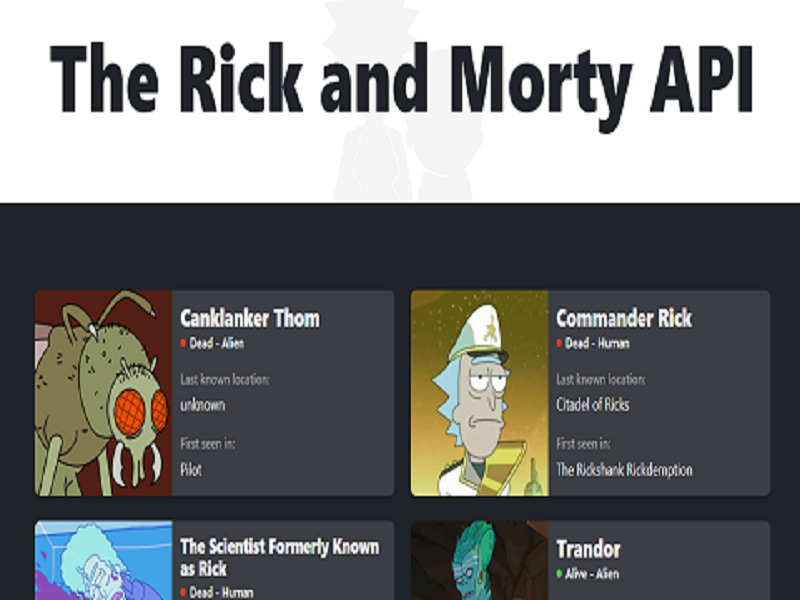 The Rick and Morty API
Canklanker Thom
Dead - Alien
Last known location:
unknown
First seen in:
Pilot
Commander Rick
Dead - Human
Last known location:
Citadel of Ricks
First seen in:
The Rickshank Rickdemption
The Scientist Formerly Known
as Rick
Dead - Human
Trandor
Alive - Alien